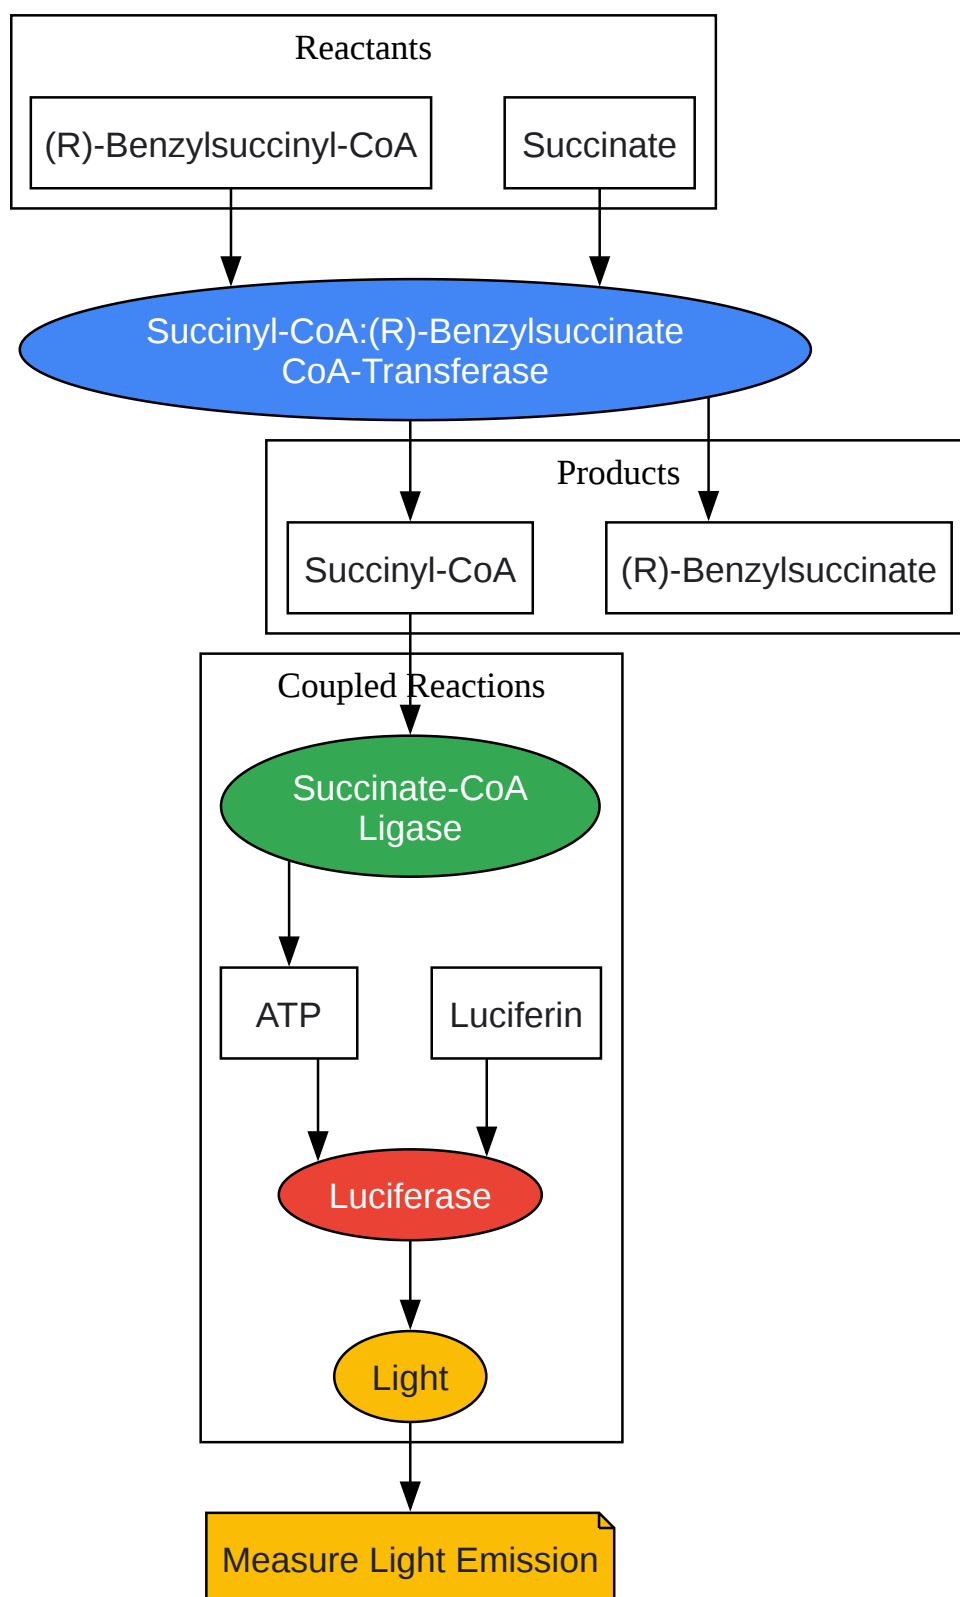 Reactants
(R)-Benzylsuccinyl-CoA
Succinate
Succinyl-CoA:(R)-Benzylsuccinate
CoA-Transferase
Products
Succinyl-CoA
(R)-Benzylsuccinate
Coupled Reactions
Succinate-CoA
Ligase
ATP
Luciferin
Luciferase
Light
Measure Light Emission